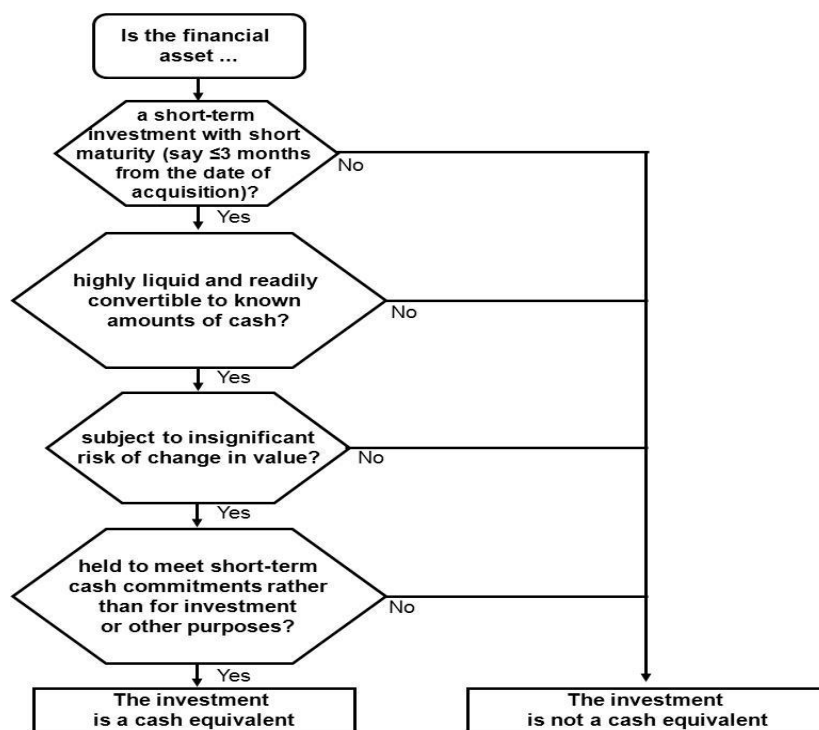 Is the financial
asset ...
a short-term
investment with short
maturity (say ≤3 months
from the date of
acquisition)?
No
Yes
highly liquid and readily
convertible to known
amounts of cash?
No
Yes
subject to insignificant
risk of change in value?
No
Yes
held to meet short-term
cash commitments rather
than for investment
or other purposes?
No
Yes
The investment
is a cash equivalent
The investment
is not a cash equivalent